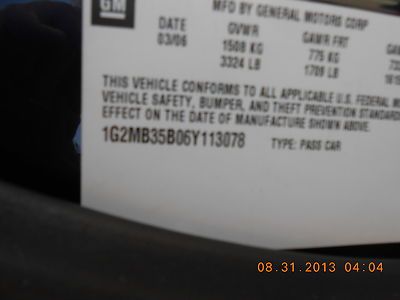 GM
MFD BY GENERAL MOTORS CORP
DATE GVWR GAWR FRT
03/06 1508 KG 775 KG
3324 LB 1709 LB
THIS VEHICLE CONFORMS TO ALL APPLICABLE U.S. FEDERAL
VEHICLE SAFETY, BUMPER, AND THEFT PREVENTION STANDARDS
EFFECT ON THE DATE OF MANUFACTURE SHOWN ABOVE.
1G2MB35B06Y113078 TYPE: PASS CAR
08.31.2013 04:04